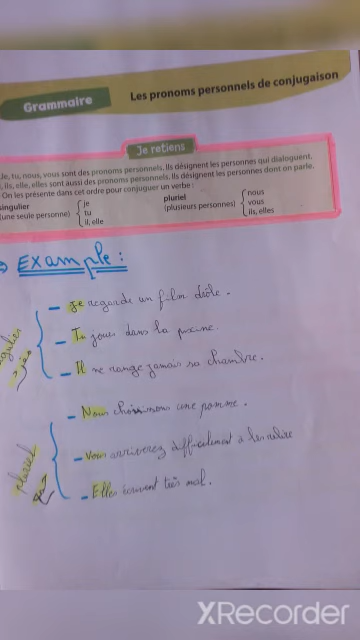 Grammaire
Les pronoms personnels de conjugaison
Je retiens
Je, tu, nous, vous sont des pronoms personnels. Ils désignent les personnes qui dialoguent.
, ils, elle, elles sont aussi des pronoms personnels. Ils désignent les personnes dont on parle.
On les présente dans cet ordre pour conjuguer un verbe :
singulier
(une seule personne)
je
tu
il, elle
pluriel
(plusieurs personnes)
nous
vous
ils, elles
Example :
- Je regarde un film drôle.
- Tu joues dans la piscine.
- Il ne range jamais sa chambre.
- Nous choisissons une pomme.
- Vous arriverez difficilement à
- Elles écrivent très mal.
pluriel
XRecorder